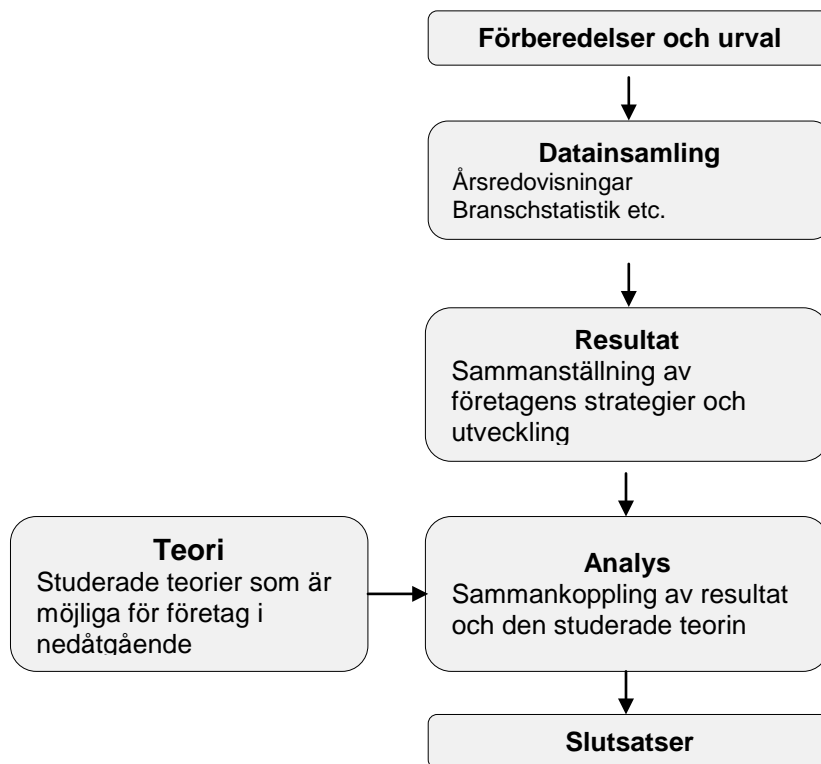 Förberedelser och urval
Datainsamling
Årsredovisningar
Branschstatistik etc.
Resultat
Sammanställning av
företagens strategier och
utveckling
Teori
Studerade teorier som är
möjliga för företag i
nedåtgående
Analys
Sammankoppling av resultat
och den studerade teorin
Slutsatser